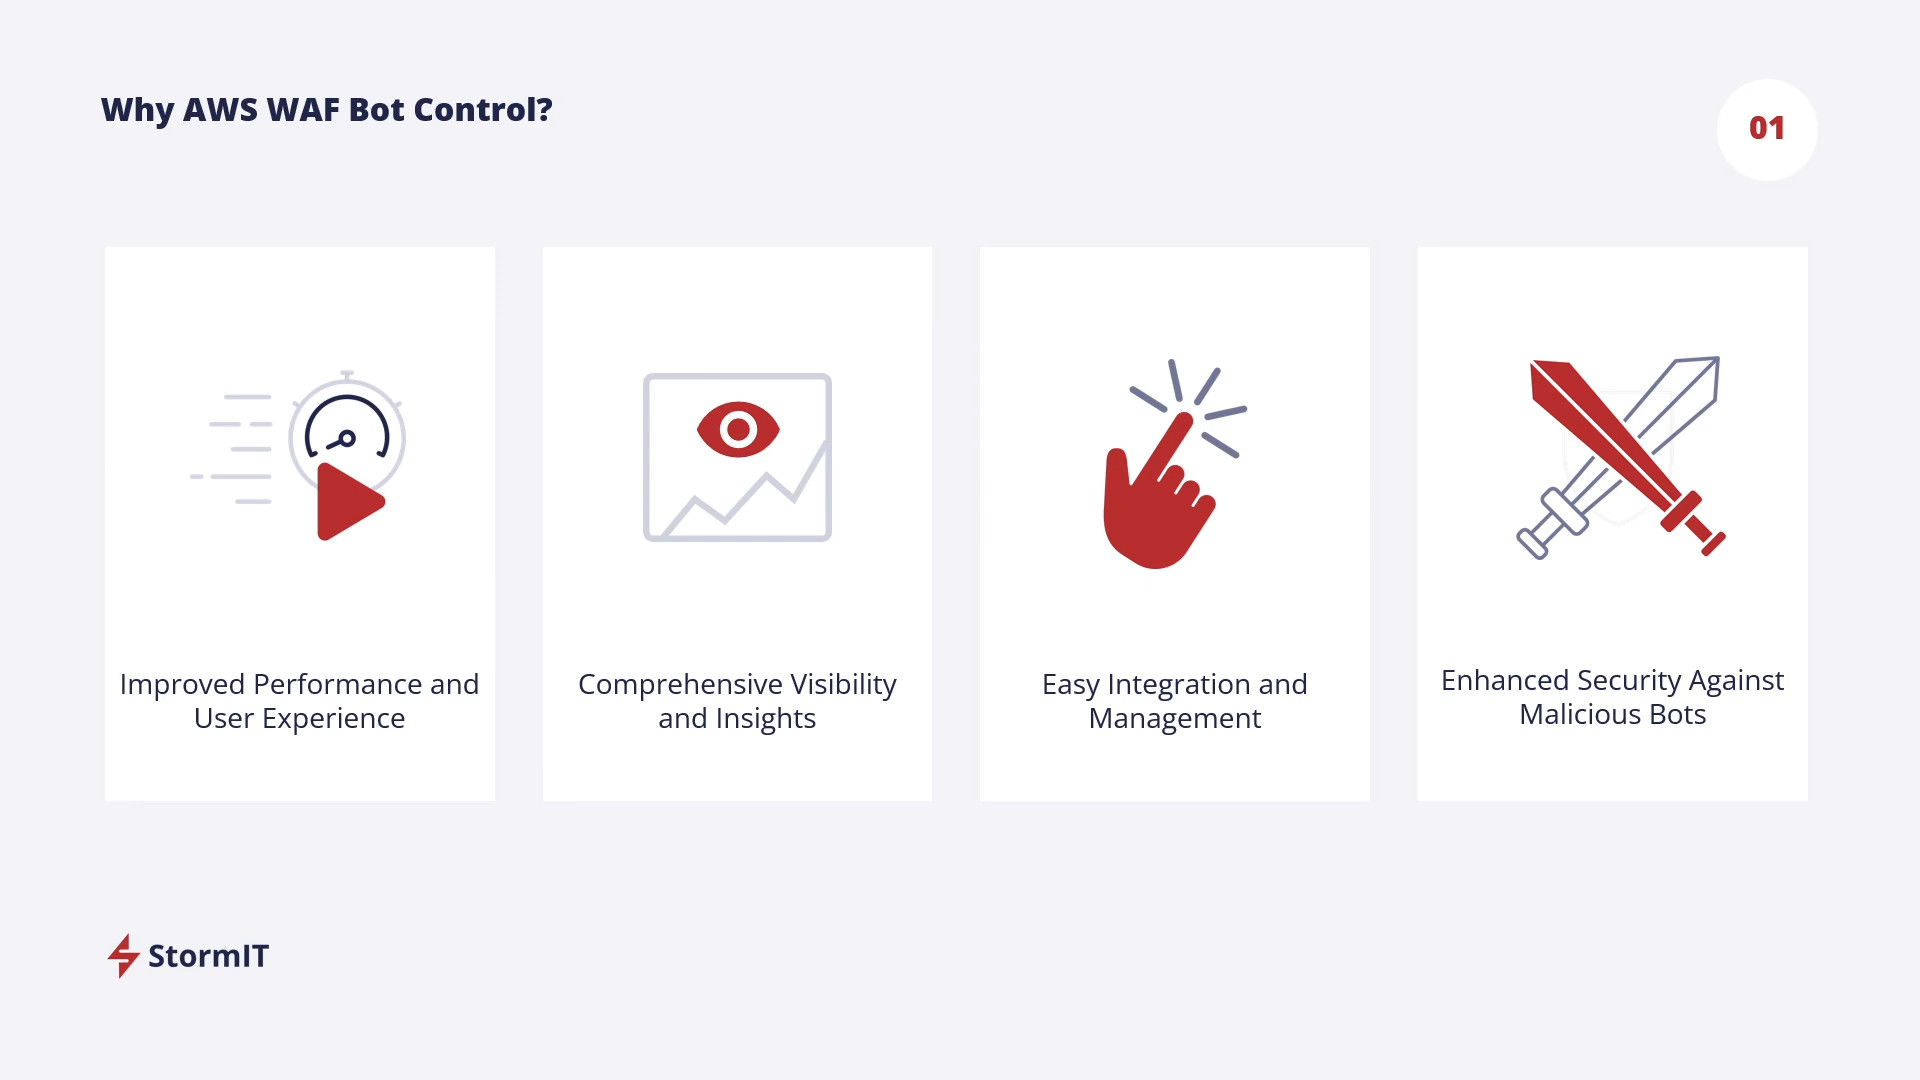 Why AWS WAF Bot Control?
01
Improved Performance and
User Experience
Comprehensive Visibility
and Insights
Easy Integration and
Management
Enhanced Security Against
Malicious Bots
StormIT